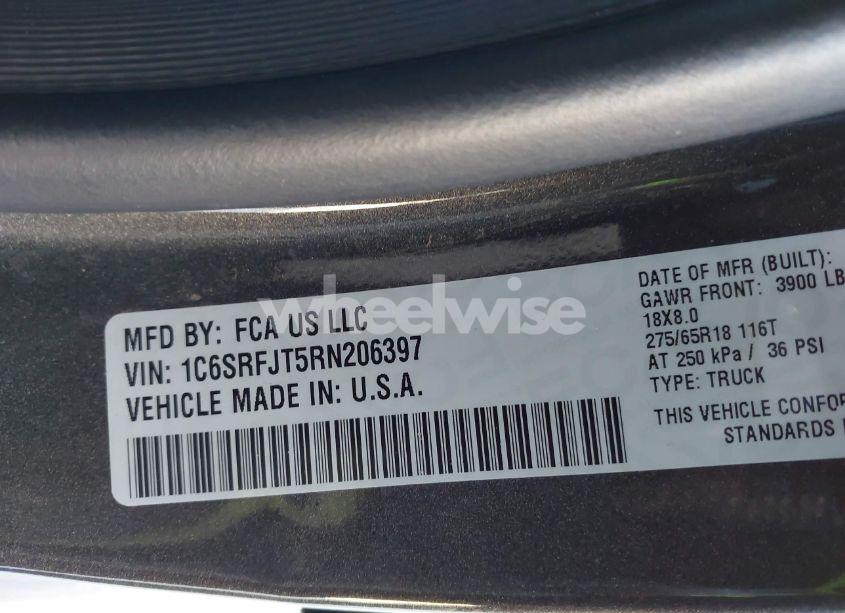 wheelwise
MFD BY: FCA US LLC
VIN: 1C6SRFJT5RN206397
VEHICLE MADE IN: U.S.A.
DATE OF MFR (BUILT):
GAWR FRONT: 3900 LB
18X8.0
275/65R18 116T
AT 250 kPa / 36 PSI
TYPE: TRUCK
THIS VEHICLE CONFOR
STANDARDS